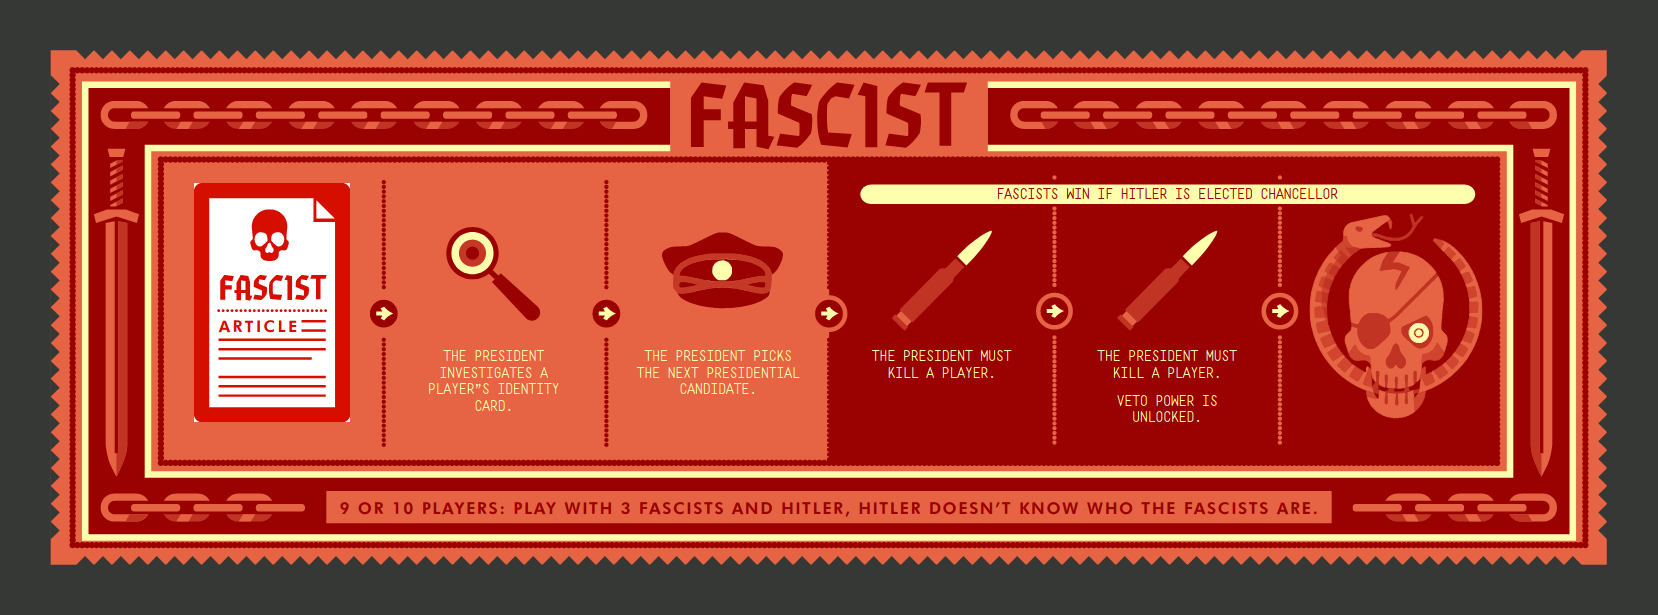 FASCIST
FASCISTS WIN IF HITLER IS ELECTED CHANCELLOR
FASCIST
ARTICLE
THE PRESIDENT
INVESTIGATES A
PLAYER"S IDENTITY
CARD.
THE PRESIDENT PICKS
THE NEXT PRESIDENTIAL
CANDIDATE.
THE PRESIDENT MUST
KILL A PLAYER.
THE PRESIDENT MUST
KILL A PLAYER.
VETO POWER IS
UNLOCKED.
9 OR 10 PLAYERS: PLAY WITH 3 FASCISTS AND HITLER, HITLER DOESN'T KNOW WHO THE FASCISTS ARE.